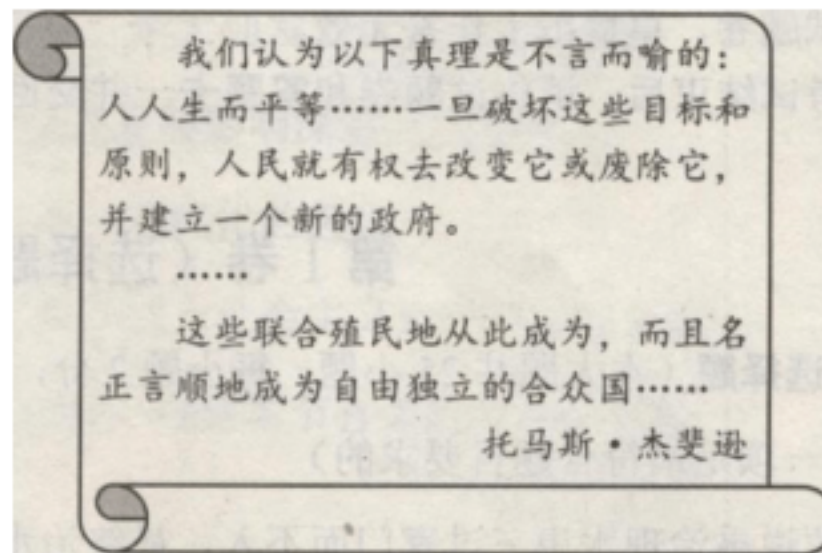 我们认为以下真理是不言而喻的：
人人生而平等……一旦破坏这些目标和
原则，人民就有权去改变它或废除它，
并建立一个新的政府。
……
这些联合殖民地从此成为，而且名
正言顺地成为自由独立的合众国……
托马斯·杰斐逊